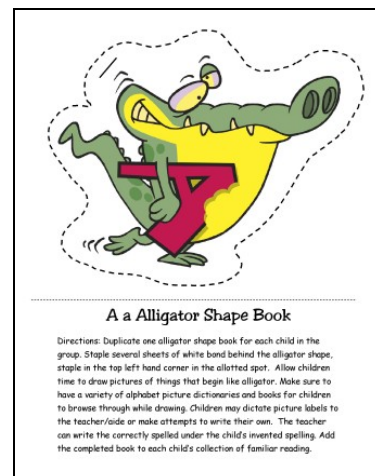 A
A a Alligator Shape Book
Directions: Duplicate one alligator shape book for each child in the
group. Staple several sheets of white bond behind the alligator shape,
staple in the top left hand corner in the allotted spot. Allow children
time to draw pictures of things that begin like alligator. Make sure to
have a variety of alphabet picture dictionaries and books for children
to browse through while drawing. Children may dictate picture labels to
the teacher/aide or make attempts to write their own. The teacher
can write the correctly spelled under the child's invented spelling. Add
the completed book to each child's collection of familiar reading.